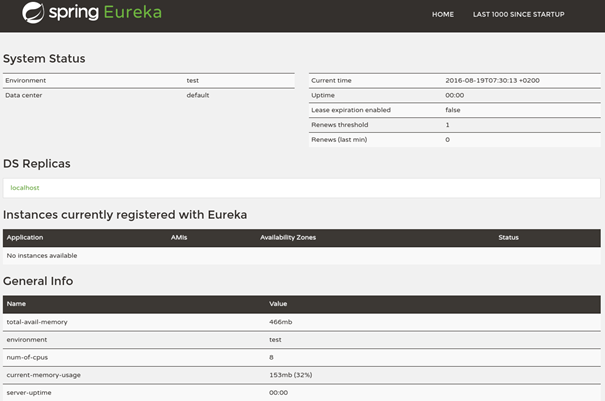 spring Eureka HOME LAST 1000 SINCE STARTUP
System Status
Environment test
Data center default
Current time 2016-08-19T07:30:13 +0200
Uptime 00:00
Lease expiration enabled false
Renews threshold 1
Renews (last min) 0
DS Replicas
localhost
Instances currently registered with Eureka
Application AMIs Availability Zones Status
No instances available
General Info
Name Value
total-avail-memory 466mb
environment test
num-of-cpus 8
current-memory-usage 153mb (32%)
server-uptime 00:00